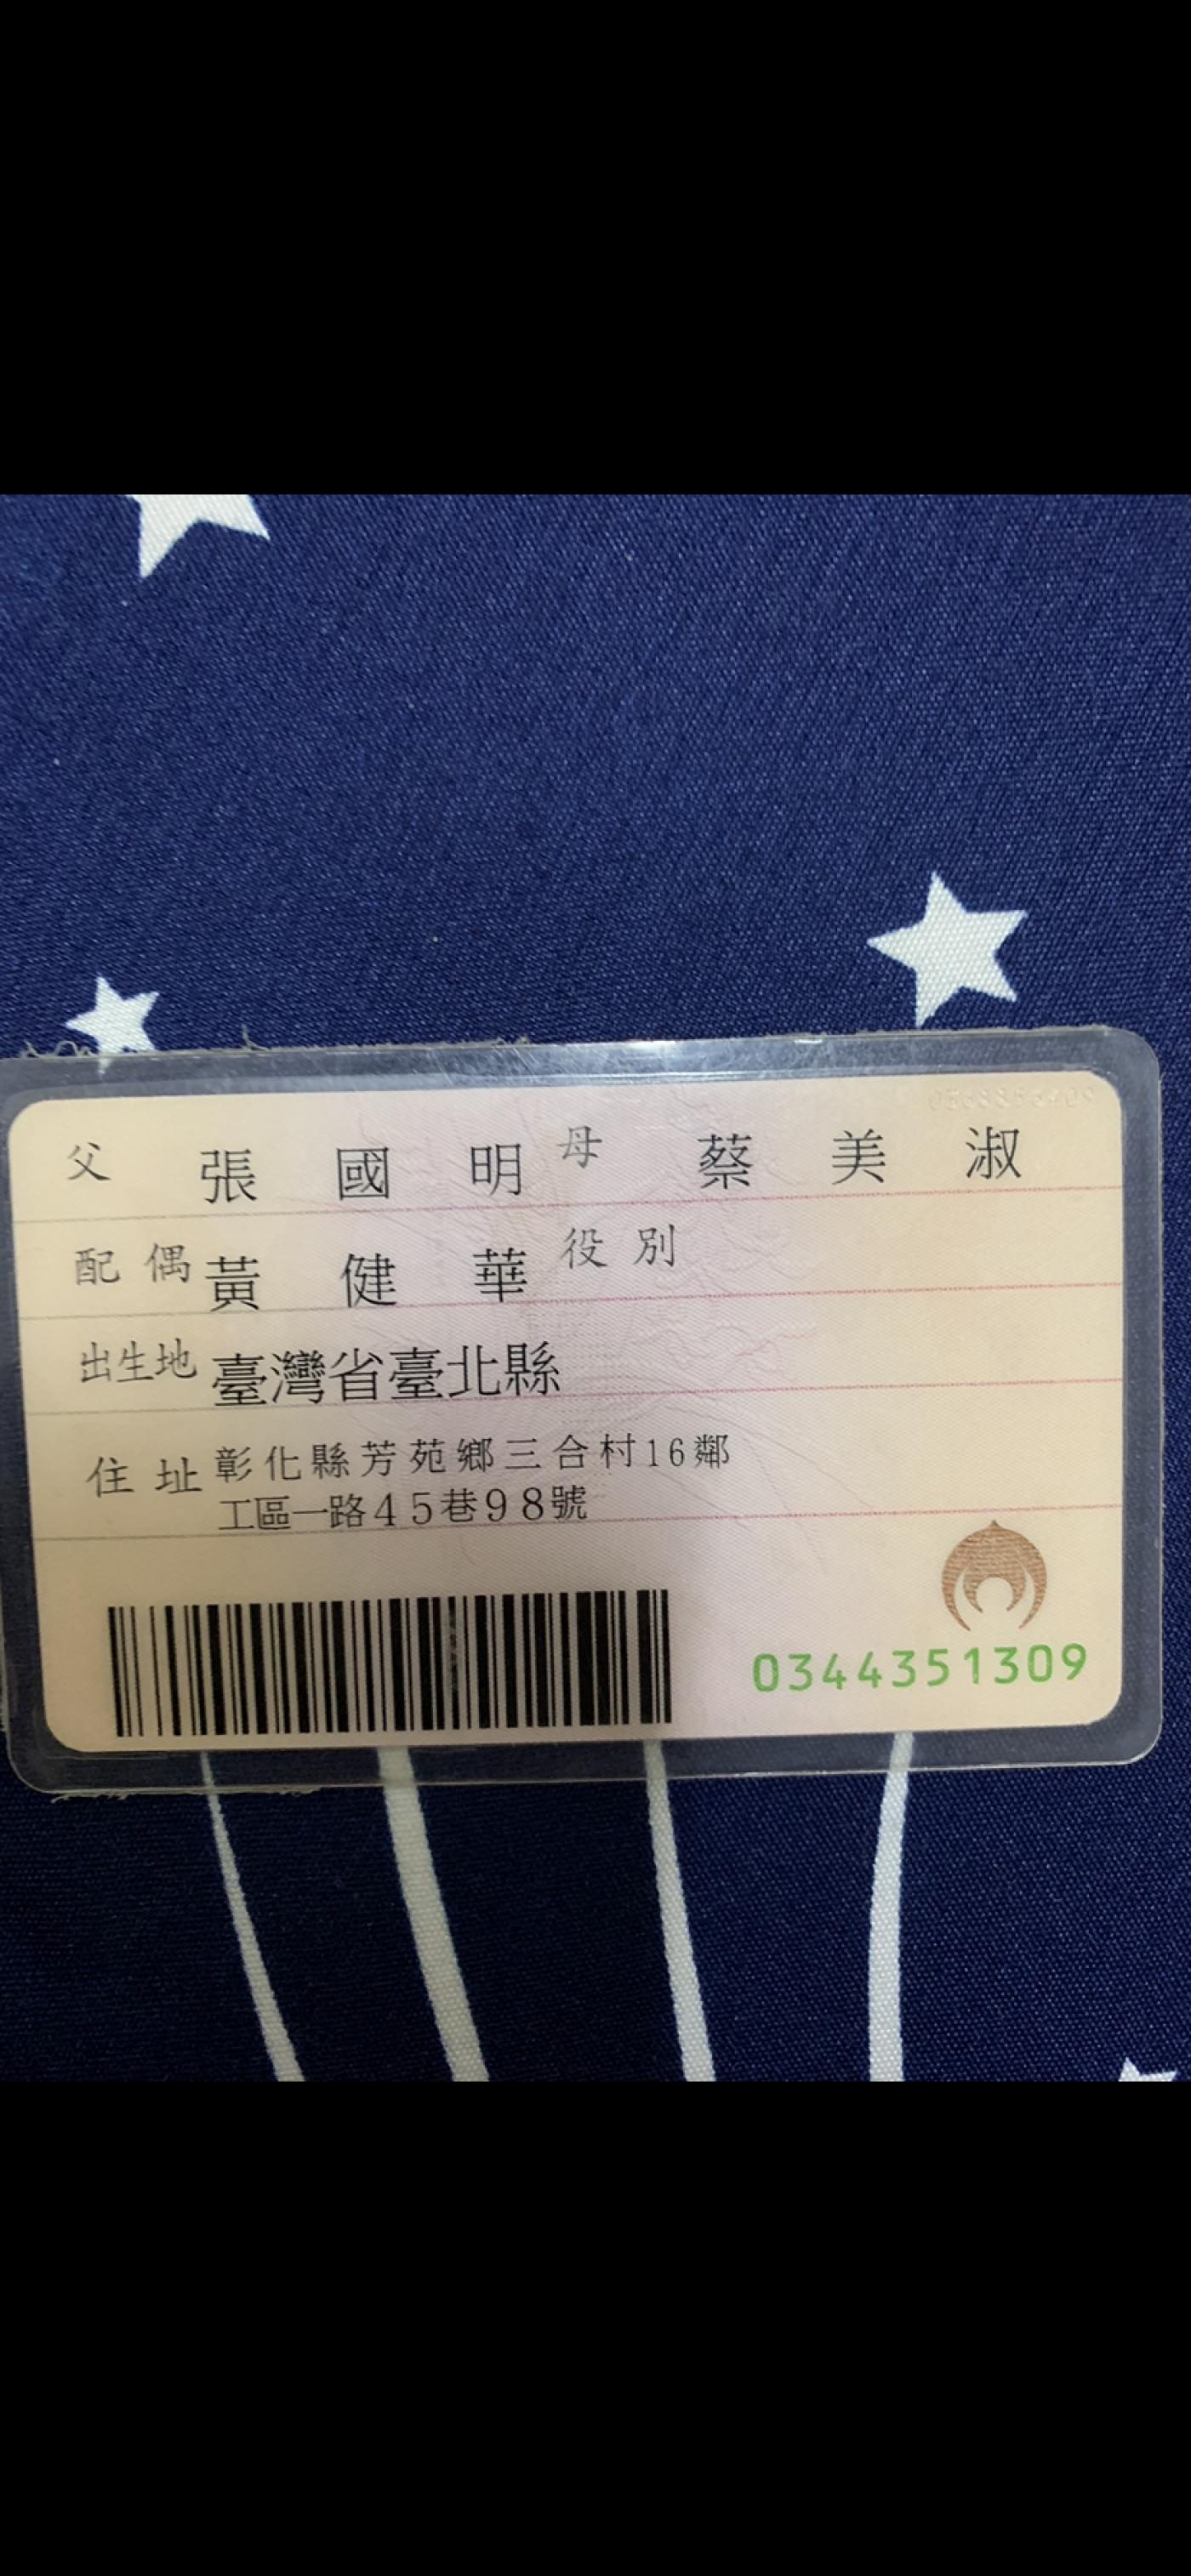 父 張國明 母 蔡美淑
配偶 黃健華 役別
出生地 臺灣省臺北縣
住址 彰化縣芳苑鄉三合村16鄰
工區一路45巷98號
0344351309